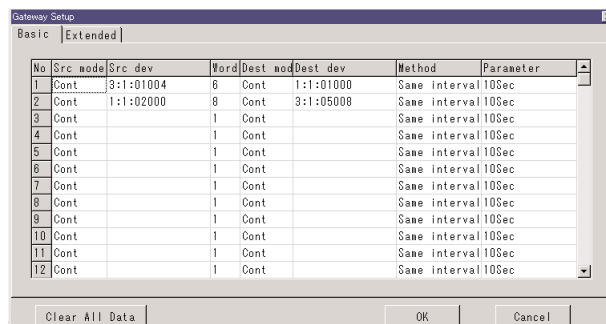 Gateway Setup
Basic Extended
No Src mode Src dev Word Dest mod Dest dev Method Parameter
1 Cont 3:1:01004 6 Cont 1:1:01000 Same interval 10Sec
2 Cont 1:1:02000 8 Cont 3:1:05008 Same interval 10Sec
3 Cont 1 Cont Same interval 10Sec
4 Cont 1 Cont Same interval 10Sec
5 Cont 1 Cont Same interval 10Sec
6 Cont 1 Cont Same interval 10Sec
7 Cont 1 Cont Same interval 10Sec
8 Cont 1 Cont Same interval 10Sec
9 Cont 1 Cont Same interval 10Sec
10 Cont 1 Cont Same interval 10Sec
11 Cont 1 Cont Same interval 10Sec
12 Cont 1 Cont Same interval 10Sec
Clear All Data OK Cancel